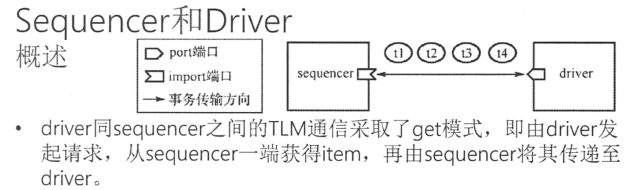 Sequencer和Driver
概述
port端口
import端口
事务传输方向
sequencer
t1 t2 t3 t4
driver
• driver同sequencer之间的TLM通信采取了get模式，即由driver发
起请求，从sequencer一端获得item，再由sequencer将其传递至
driver。